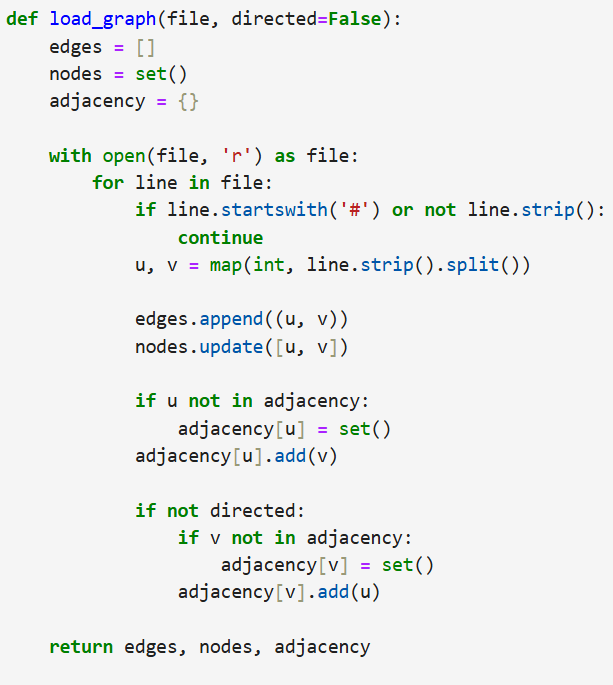 def load_graph(file, directed=False):
    edges = []
    nodes = set()
    adjacency = {}

    with open(file, 'r') as file:
        for line in file:
            if line.startswith('#') or not line.strip():
                continue
            u, v = map(int, line.strip().split())

            edges.append((u, v))
            nodes.update([u, v])

            if u not in adjacency:
                adjacency[u] = set()
            adjacency[u].add(v)

            if not directed:
                if v not in adjacency:
                    adjacency[v] = set()
                adjacency[v].add(u)

    return edges, nodes, adjacency